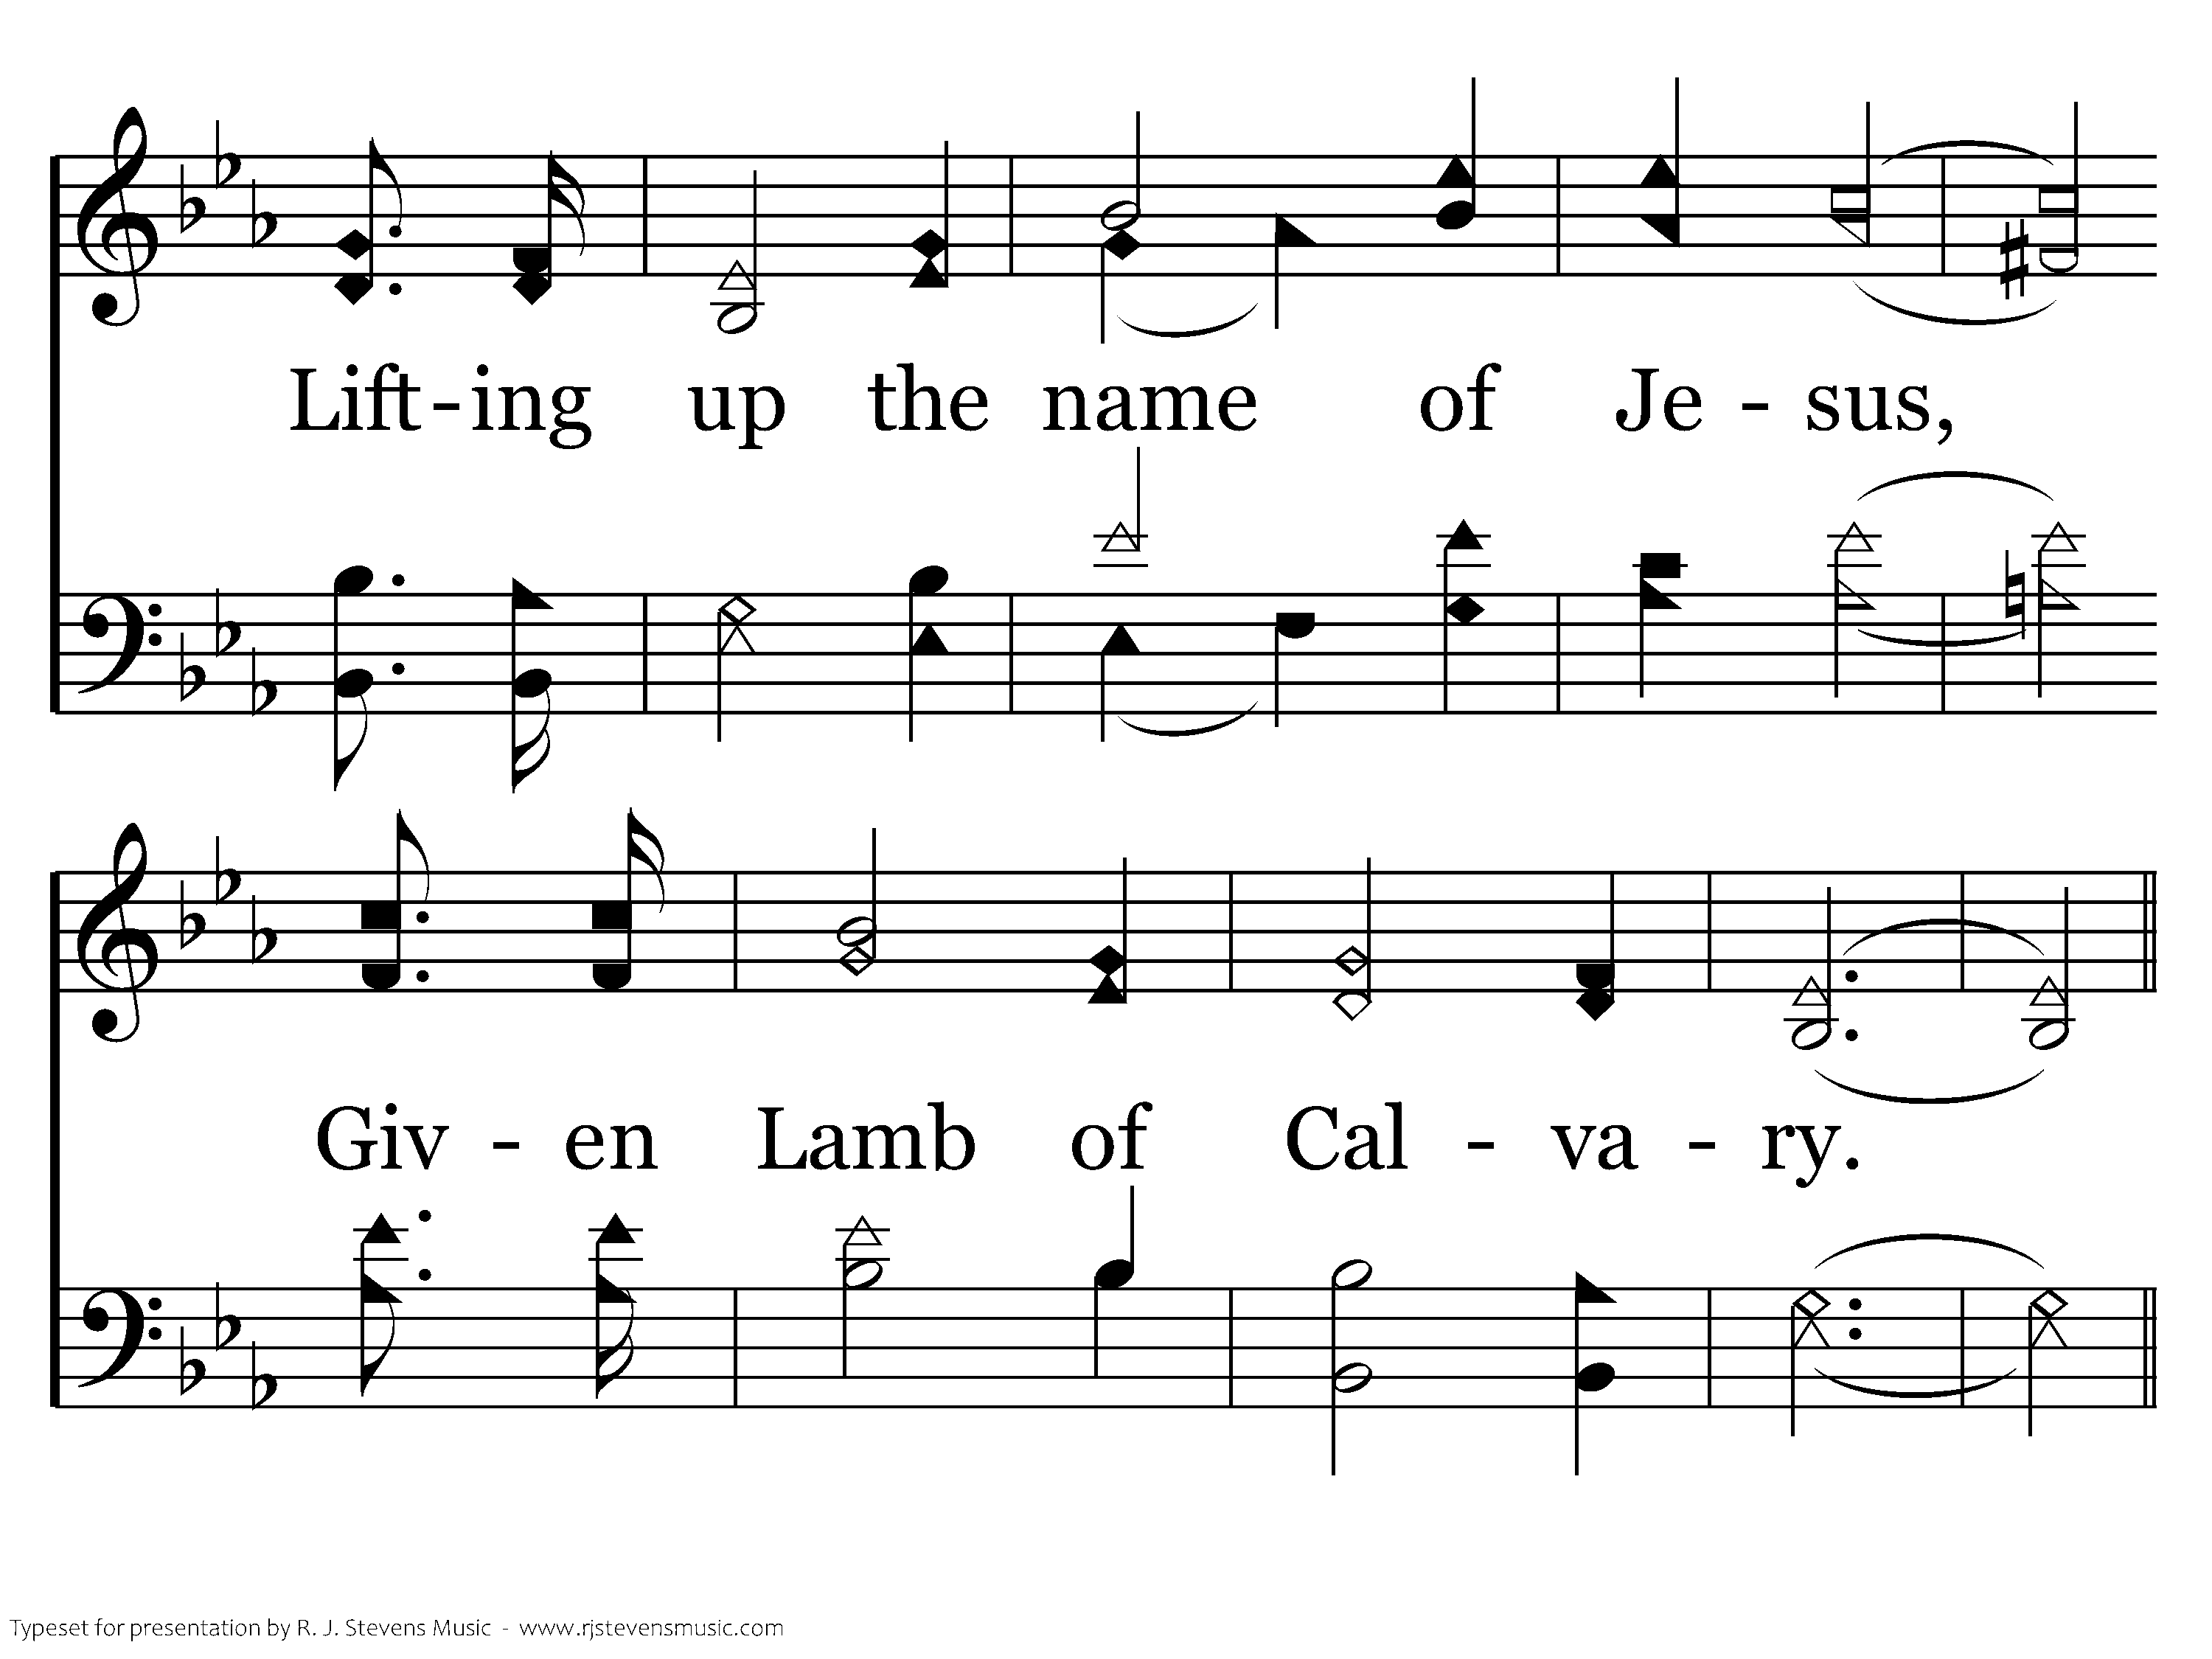 Lift-ing up the name of Je - sus,
Giv - en Lamb of Cal - va - ry.
Typeset for presentation by R. J. Stevens Music - www.rjstevensmusic.com